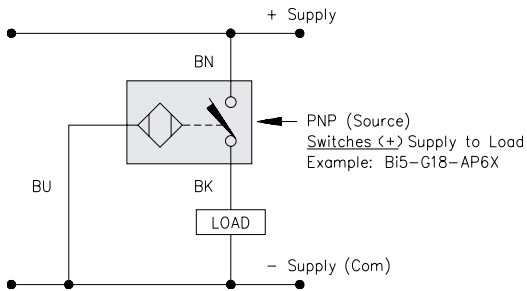 + Supply
BN
PNP (Source)
Switches (+) Supply to Load
Example: Bi5-G18-AP6X
BU
BK
LOAD
- Supply (Com)